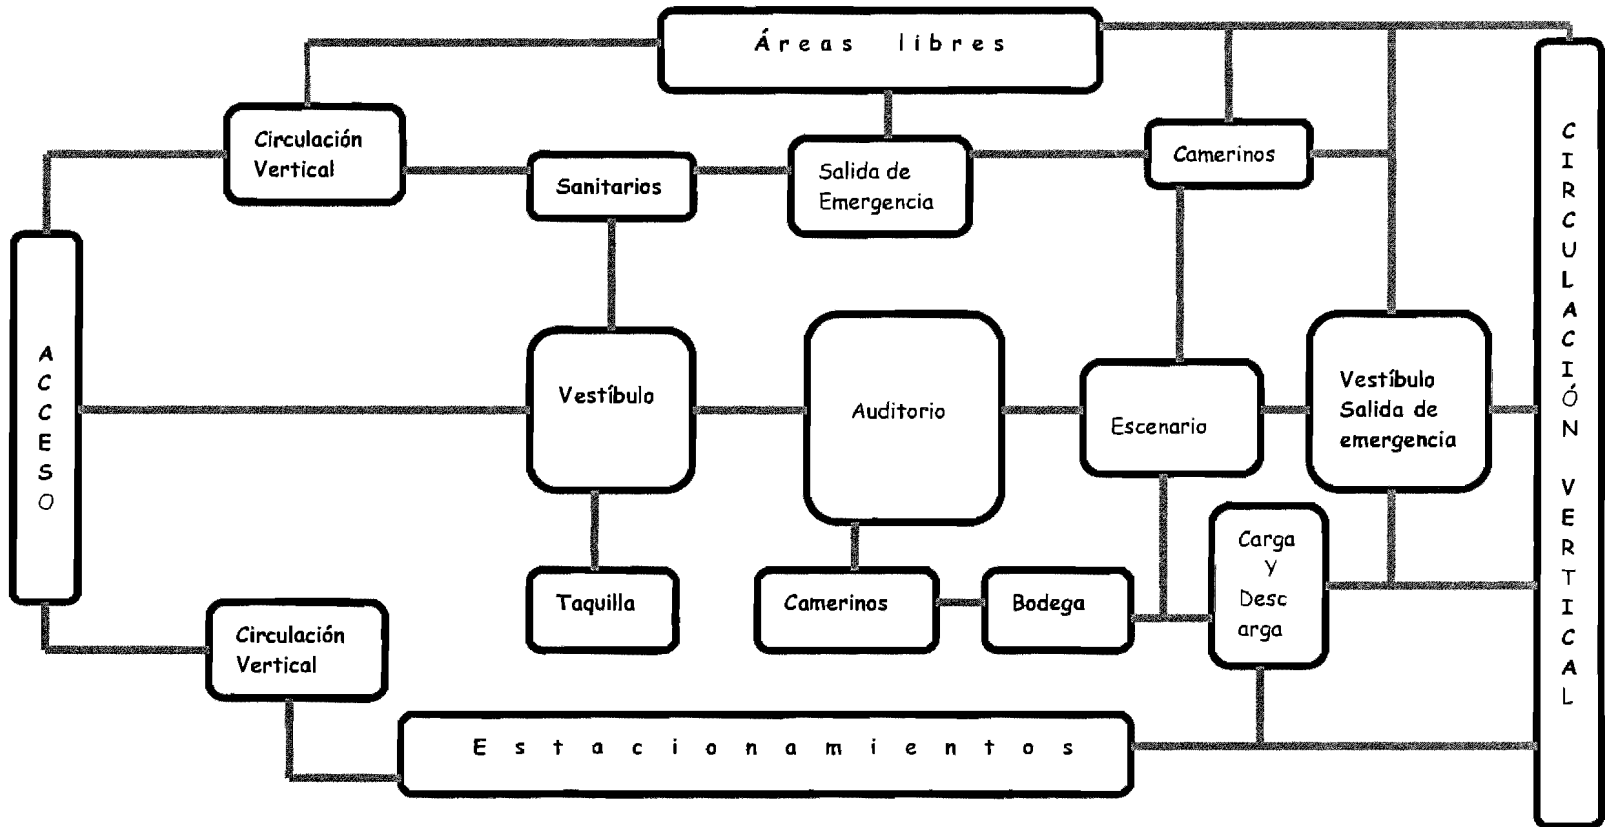 Áreas libres
Circulación
Vertical
Sanitarios
Salida de
Emergencia
Camerinos
CIRCULACIÓN VERTICAL
ACCESO
Vestíbulo
Auditorio
Escenario
Vestíbulo
Salida de
emergencia
Taquilla
Camerinos
Bodega
Carga
Y
Desc
arga
Circulación
Vertical
Estacionamientos